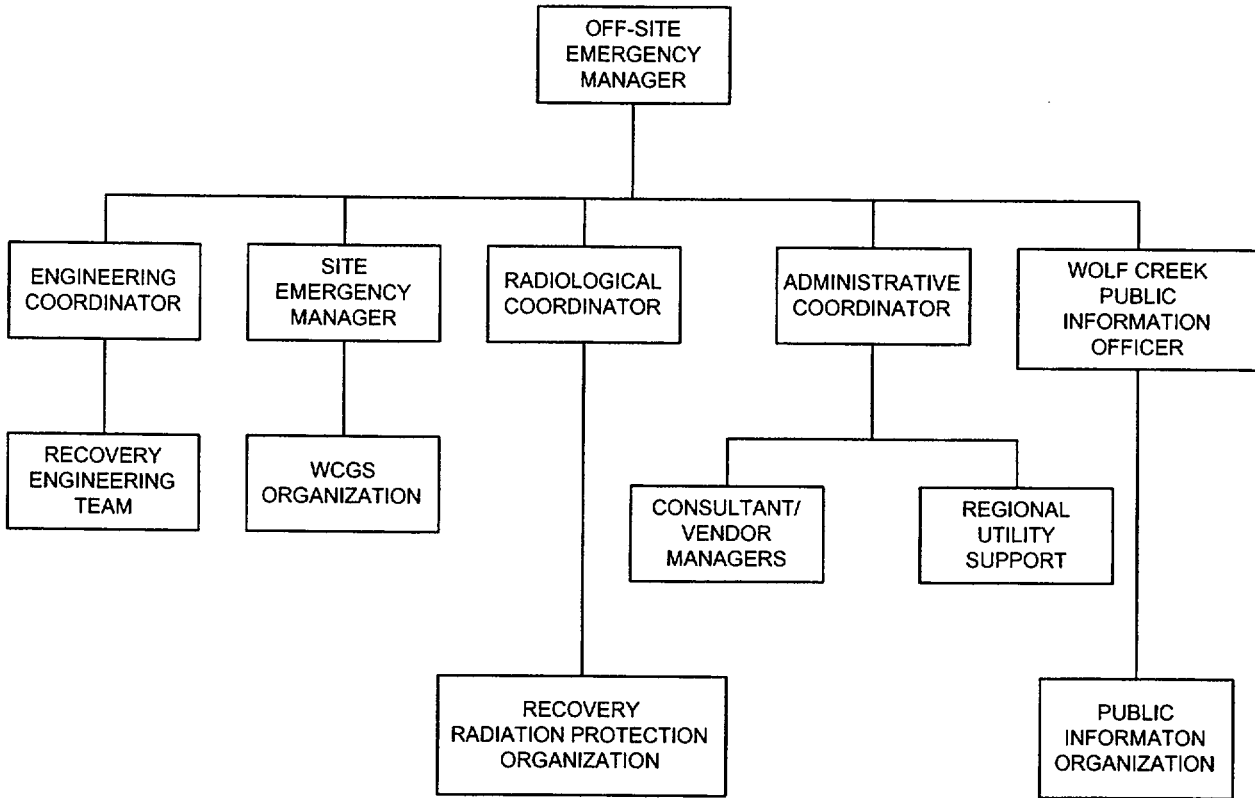 OFF-SITE
EMERGENCY
MANAGER
ENGINEERING
COORDINATOR
SITE
EMERGENCY
MANAGER
RADIOLOGICAL
COORDINATOR
ADMINISTRATIVE
COORDINATOR
WOLF CREEK
PUBLIC
INFORMATION
OFFICER
RECOVERY
ENGINEERING
TEAM
WCGS
ORGANIZATION
CONSULTANT/
VENDOR
MANAGERS
REGIONAL
UTILITY
SUPPORT
RECOVERY
RADIATION PROTECTION
ORGANIZATION
PUBLIC
INFORMATON
ORGANIZATION